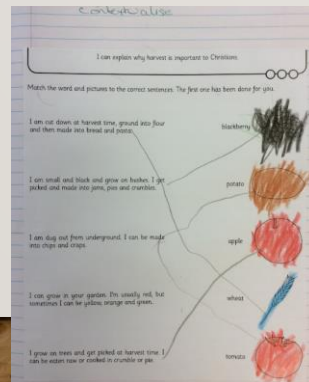 Contextualise
I can explain why harvest is important to Christians.
Match the word and pictures to the correct sentences. The first one has been done for you.
I am cut down at harvest time, ground into flour
and then made into bread and pasta.
blackberry
I am small and black and grow on bushes. I get
picked and made into jams, pies and crumbles.
potato
I am dug out from underground. I can be made
into chips and crisps.
apple
I can grow in your garden. I'm usually red, but
sometimes I can be yellow, orange and green.
wheat
I grow on trees and get picked at harvest time. I
can be eaten raw or cooked in crumble or pie.
tomato